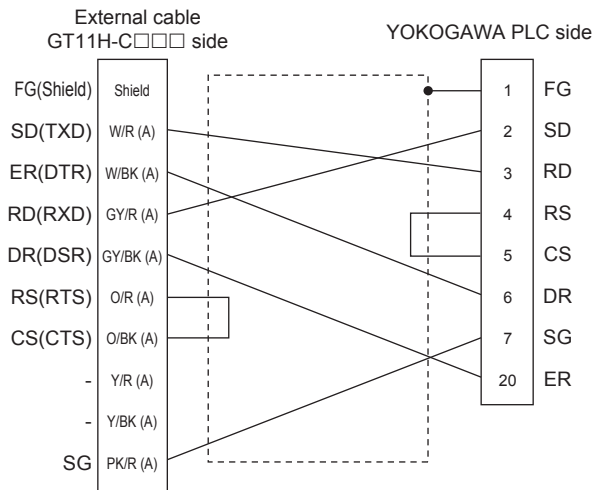 External cable
GT11H-C□□□ side
YOKOGAWA PLC side
FG(Shield) Shield
SD(TXD) W/R (A)
ER(DTR) W/BK (A)
RD(RXD) GY/R (A)
DR(DSR) GY/BK (A)
RS(RTS) O/R (A)
CS(CTS) O/BK (A)
- Y/R (A)
- Y/BK (A)
SG PK/R (A)
1 FG
2 SD
3 RD
4 RS
5 CS
6 DR
7 SG
20 ER